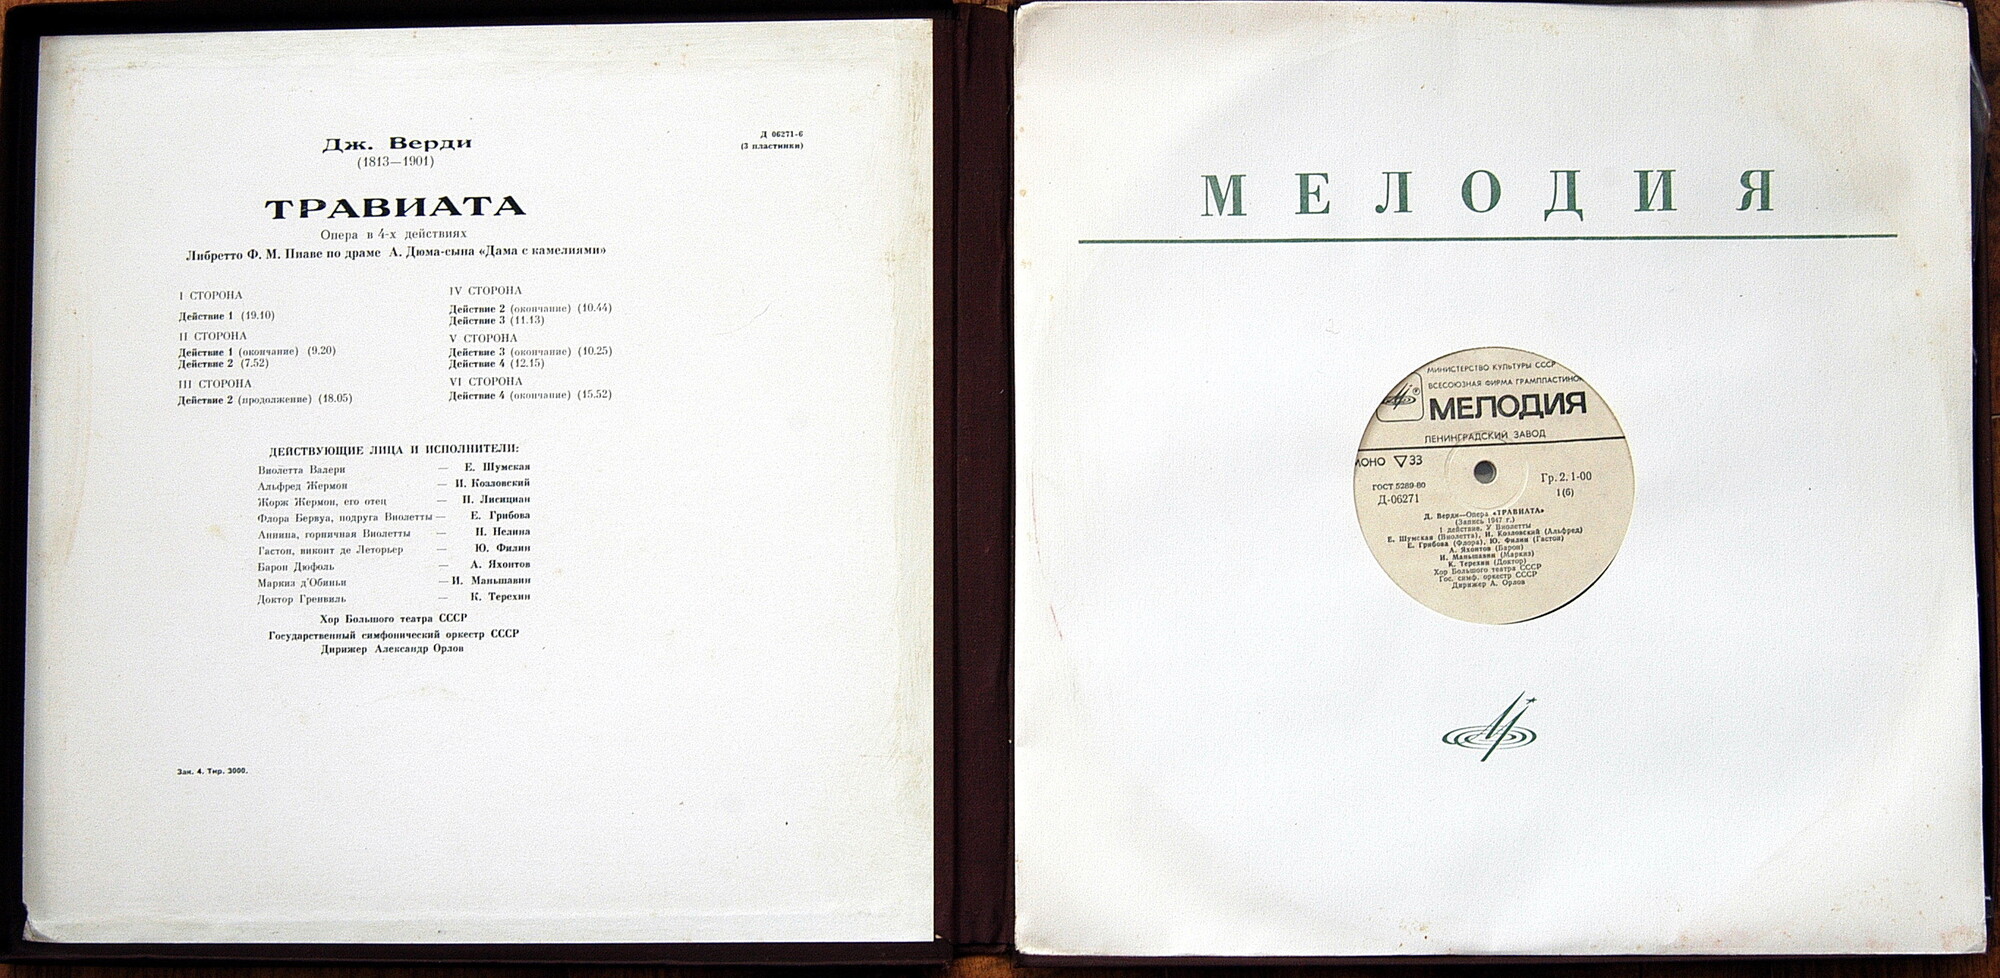 Дж. Верди
(1813—1901)
Д 06271-6
(3 пластинки)
ТРАВИАТА
Опера в 4-х действиях
Либретто Ф. М. Пиаве по драме А. Дюма-сына «Дама с камелиями»
I СТОРОНА
Действие 1 (19.10)
II СТОРОНА
Действие 1 (окончание) (9.20)
Действие 2 (7.52)
III СТОРОНА
Действие 2 (продолжение) (18.05)
IV СТОРОНА
Действие 2 (окончание) (10.44)
Действие 3 (11.13)
V СТОРОНА
Действие 3 (окончание) (10.25)
Действие 4 (12.15)
VI СТОРОНА
Действие 4 (окончание) (15.52)
ДЕЙСТВУЮЩИЕ ЛИЦА И ИСПОЛНИТЕЛИ:
Виолетта Валери — Е. Шумская
Альфред Жермон — И. Козловский
Жорж Жермон, его отец — П. Лисициан
Флора Бервуа, подруга Виолетты — Е. Грибова
Аннина, горничная Виолетты — Н. Нелина
Гастон, виконт де Леторьер — Ю. Филин
Барон Дюфоль — А. Яхонтов
Маркиз д'Обиньи — И. Маньшавин
Доктор Гренвиль — К. Терехин
Хор Большого театра СССР
Государственный симфонический оркестр СССР
Дирижер Александр Орлов
Зак. 4. Тир. 3000.
МЕЛОДИЯ
МИНИСТЕРСТВО КУЛЬТУРЫ СССР
ВСЕСОЮЗНАЯ ФИРМА ГРАМПЛАСТИНО
МЕЛОДИЯ
ЛЕНИНГРАДСКИЙ ЗАВОД
МОНО 33
ГОСТ 5289-80
Д-06271
Гр. 2. 1-00
1(6)
Д. Верди—Опера «ТРАВИАТА»
(Запись 1947 г.)
1 действие. У Виолетты
Е. Шумская (Виолетта), И. Козловский (Альфред)
Е. Грибова (Флора), Ю. Филин (Гастон)
А. Яхонтов (Барон)
И. Маньшавин (Маркиз)
К. Терехин (Доктор)
Хор Большого театра СССР
Гос. симф. оркестр СССР
Дирижер А. Орлов